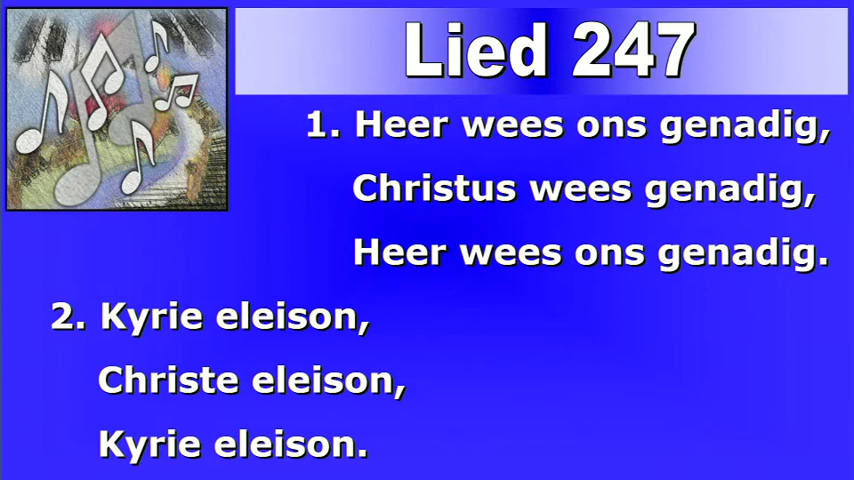 Lied 247
1. Heer wees ons genadig,
Christus wees genadig,
Heer wees ons genadig.
2. Kyrie eleison,
Christe eleison,
Kyrie eleison.